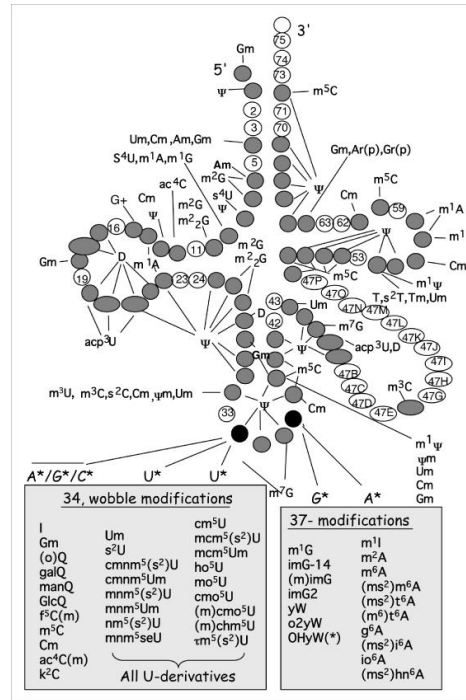 3'
75
Gm
74
5'
73
Ψ
m⁵C
2
71
3
70
Um,Cm,Am,Gm
Gm,Ar(p),Gr(p)
S⁴U,m¹A,m¹G
Am
5
m²G
Ψ
m⁵C
ac⁴C
s⁴U
Cm
59
m¹A
G+
Cm
m²G
Ψ
63
62
Ψ
m¹I
16
Ψ
m²₂G
11
m²G
53
Cm
Gm
D
m¹A
m²₂G
m⁵C
m¹Ψ
19
23
24
47P
T,s²T,Tm,Um
D
43
Um
47O
47N
47M
acp³U
42
m⁷G
47L
Ψ
Ψ
acp³U,D
47K
Gm
47J
m⁵C
47B
47I
m³U, m³C,s²C,Cm,ψm,Um
47C
m³C
47H
Ψ
47D
47G
33
Cm
47E
m¹Ψ
Ψm
Um
Cm
Gm
A*/G*/C*
U*
U*
m⁷G
G*
A*
34, wobble modifications
I
Gm
(o)Q
galQ
manQ
GlcQ
f⁵C(m)
m⁵C
Cm
ac⁴C(m)
k²C
Um
s²U
cmnm⁵(s²)U
cmnm⁵Um
mnm⁵(s²)U
mnm⁵Um
nm⁵(s²)U
mnm⁵seU
cm⁵U
mcm⁵(s²)U
mcm⁵Um
ho⁵U
mo⁵U
cmo⁵U
(m)cmo⁵U
(m)chm⁵U
τm⁵(s²)U
All U-derivatives
37- modifications
m¹G
imG-14
(m)imG
imG2
yW
o2yW
OHyW(*)
m¹I
m²A
m⁶A
(ms²)m⁶A
(ms²)t⁶A
(m⁶)t⁶A
g⁶A
(ms²)i⁶A
io⁶A
(ms²)hn⁶A